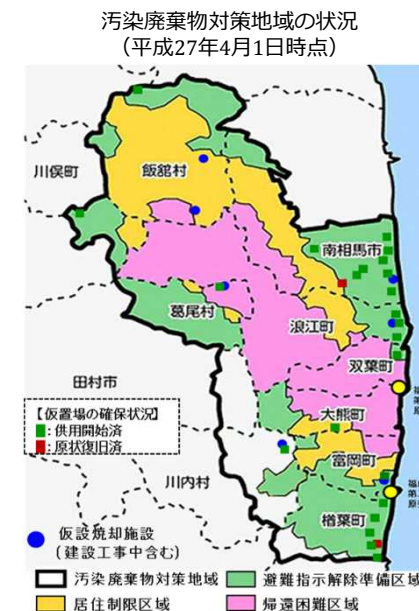 汚染廃棄物対策地域の状況
（平成27年4月1日時点）
川俣町
飯舘村
南相馬市
葛尾村
浪江町
双葉町
田村市
大熊町
【仮置場の確保状況】
：供用開始済
：原状復旧済
富岡町
川内村
楢葉町
仮設焼却施設
（建設工事中含む）
汚染廃棄物対策地域
避難指示解除準備区域
居住制限区域
帰還困難区域